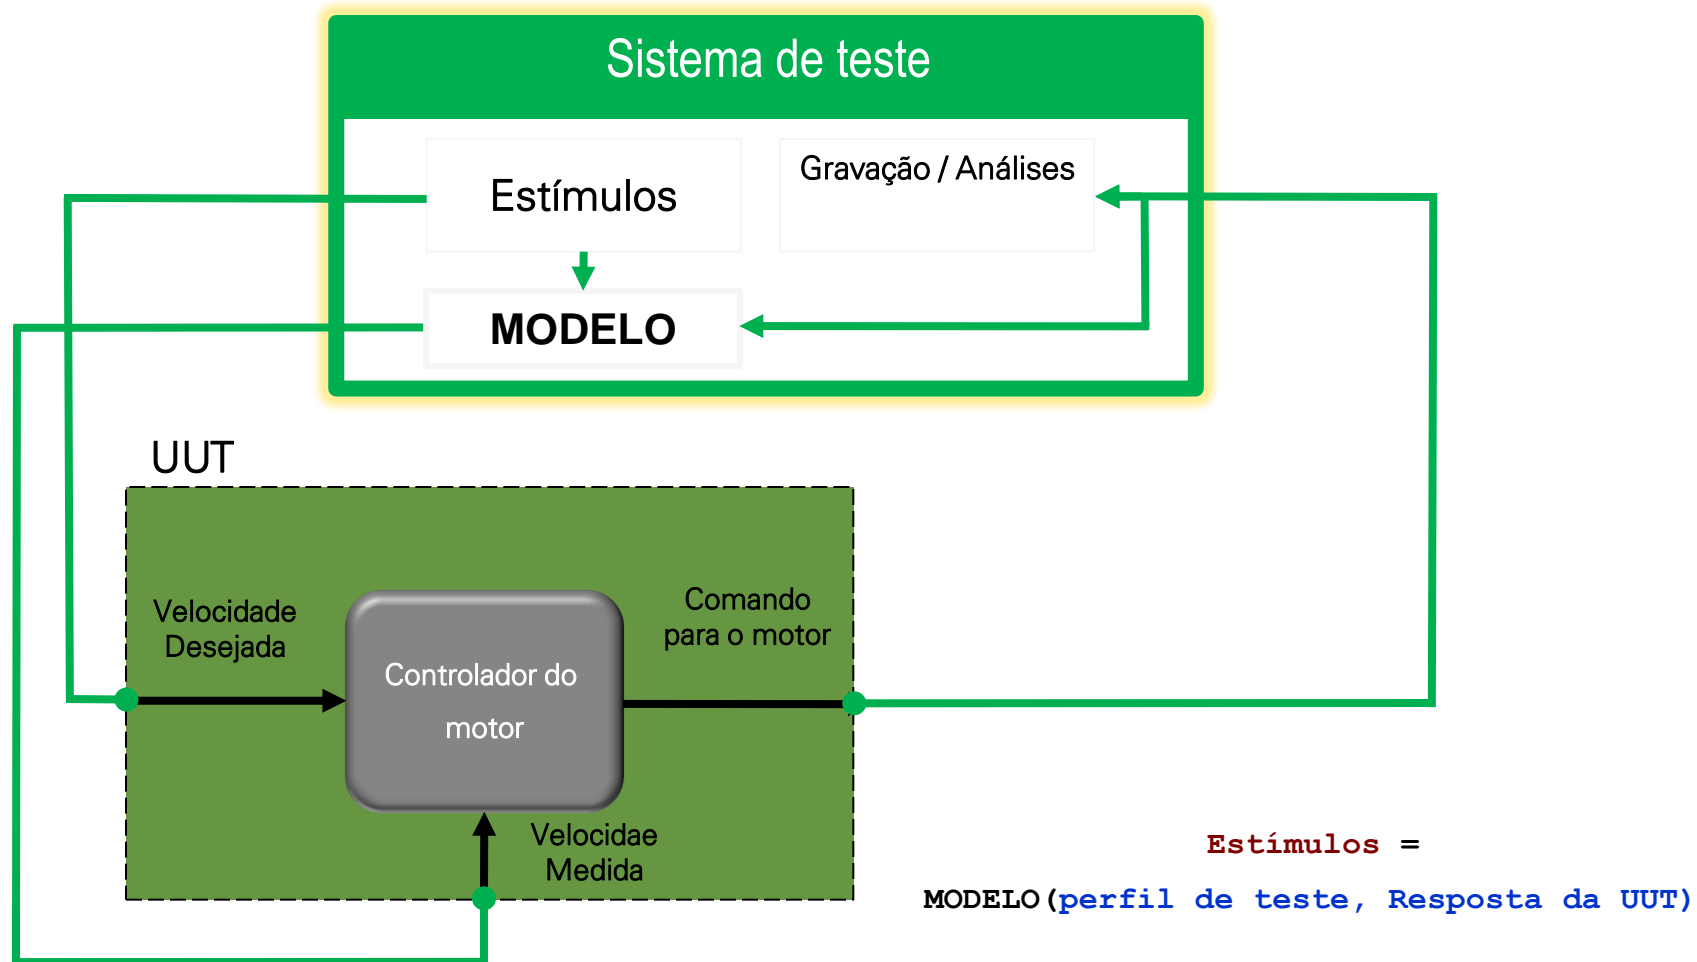 Sistema de teste
Estímulos
Gravação / Análises
MODELO
UUT
Velocidade
Desejada
Controlador do
motor
Comando
para o motor
Velocidae
Medida
Estímulos =
MODELO(perfil de teste, Resposta da UUT)